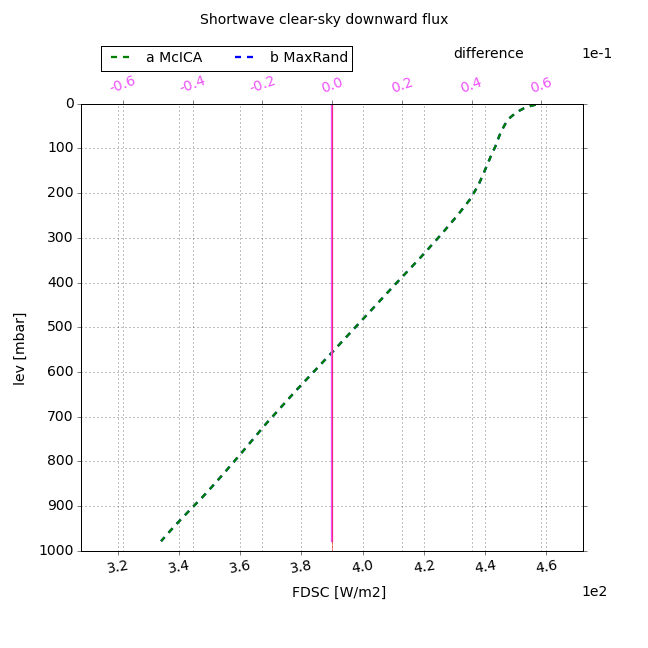 Shortwave clear-sky downward flux
a McICA b MaxRand difference 1e-1
-0.6 -0.4 -0.2 0.0 0.2 0.4 0.6
0
100
200
300
400
500
600
700
800
900
1000
lev [mbar]
3.2 3.4 3.6 3.8 4.0 4.2 4.4 4.6
FDSC [W/m2] 1e2